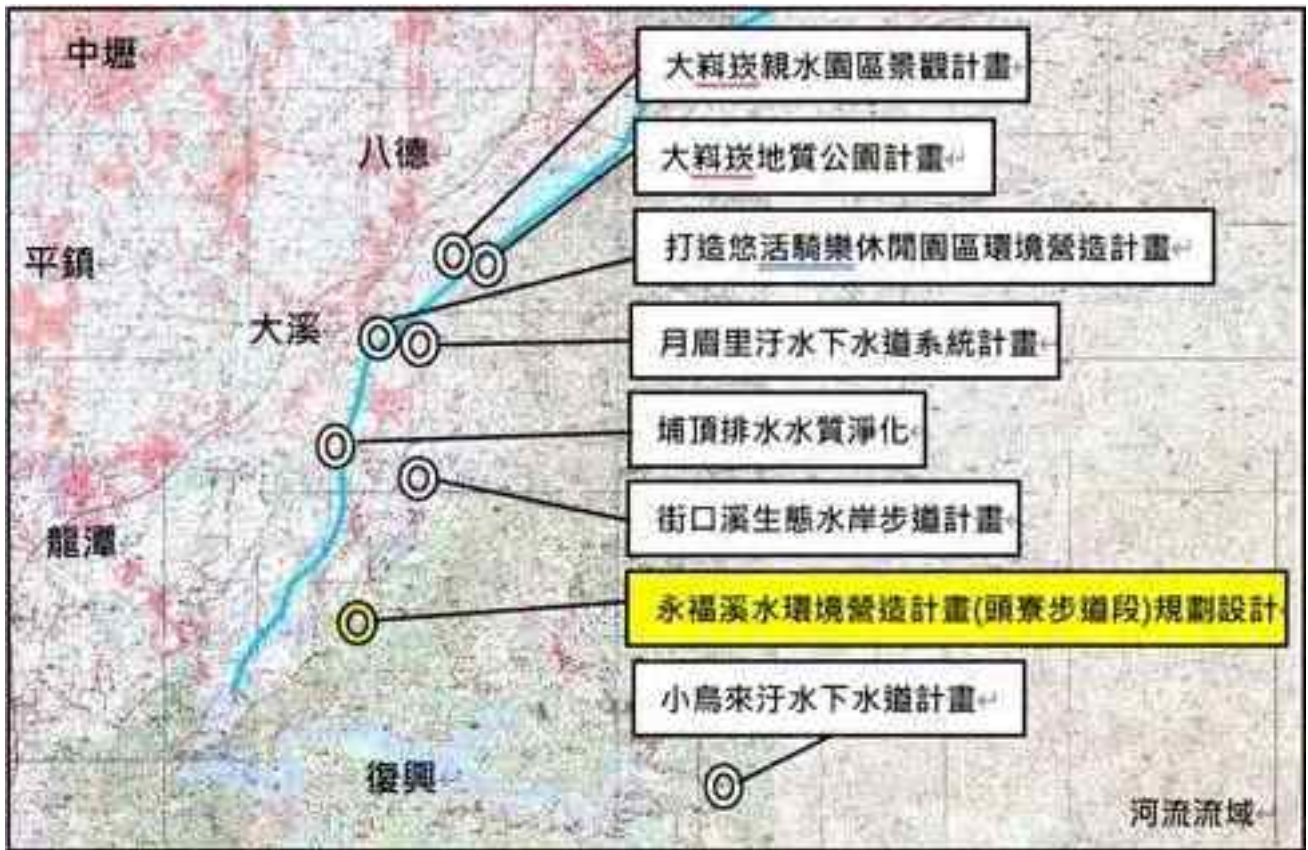 中壢
大嵙崁親水園區景觀計畫
八德
大嵙崁地質公園計畫
平鎮
打造悠活騎樂休閒園區環境營造計畫
大溪
月眉里汙水下水道系統計畫
埔頂排水水質淨化
街口溪生態水岸步道計畫
龍潭
永福溪水環境營造計畫(頭寮步道段)規劃設計
小烏來汙水下水道計畫
復興
河流流域